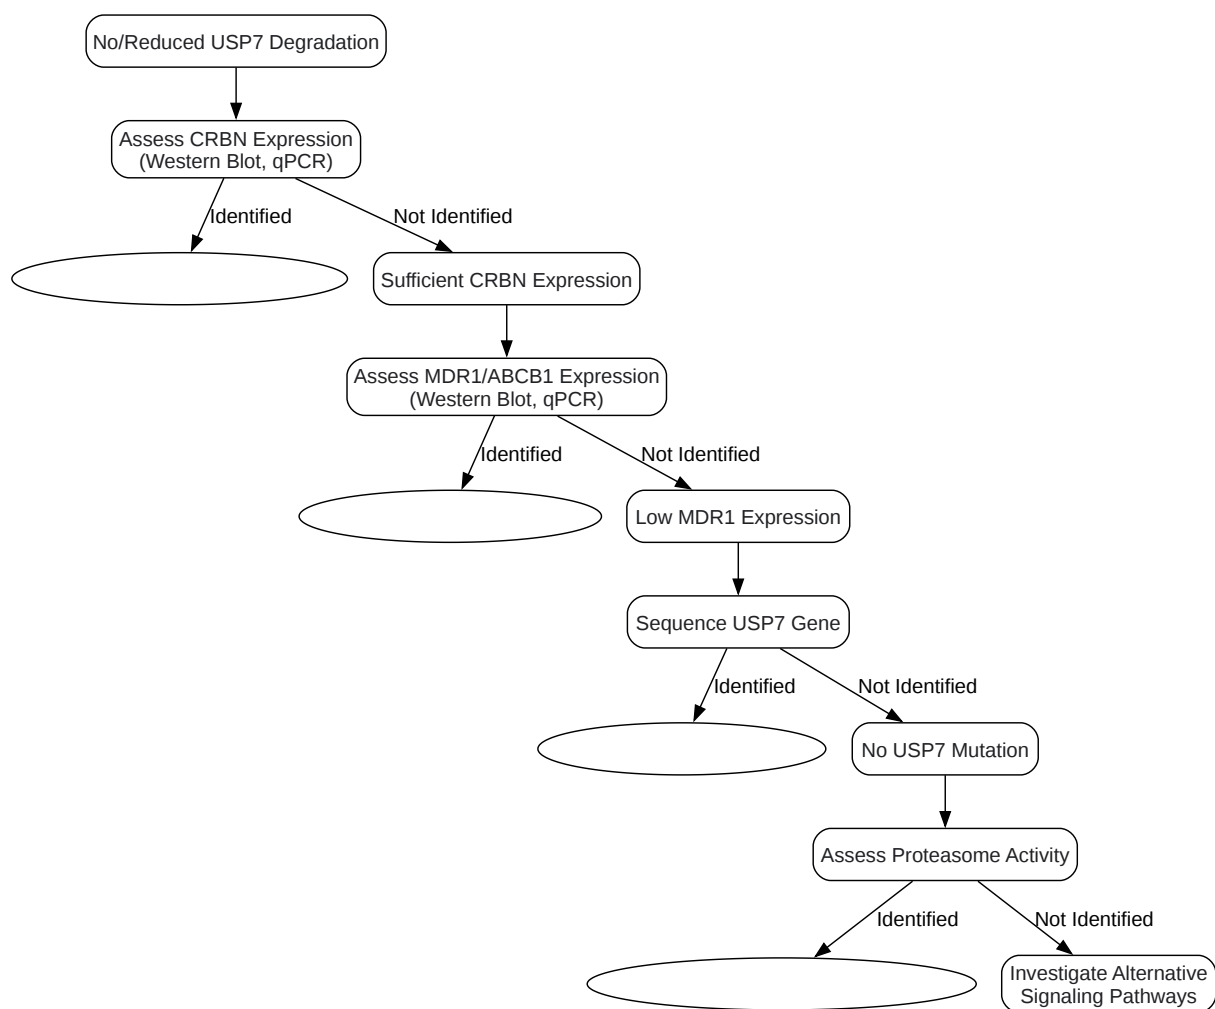 No/Reduced USP7 Degradation
Assess CRBN Expression
(Western Blot, qPCR)
Identified
Not Identified
Sufficient CRBN Expression
Assess MDR1/ABCB1 Expression
(Western Blot, qPCR)
Identified
Not Identified
Low MDR1 Expression
Sequence USP7 Gene
Identified
Not Identified
No USP7 Mutation
Assess Proteasome Activity
Identified
Not Identified
Investigate Alternative
Signaling Pathways